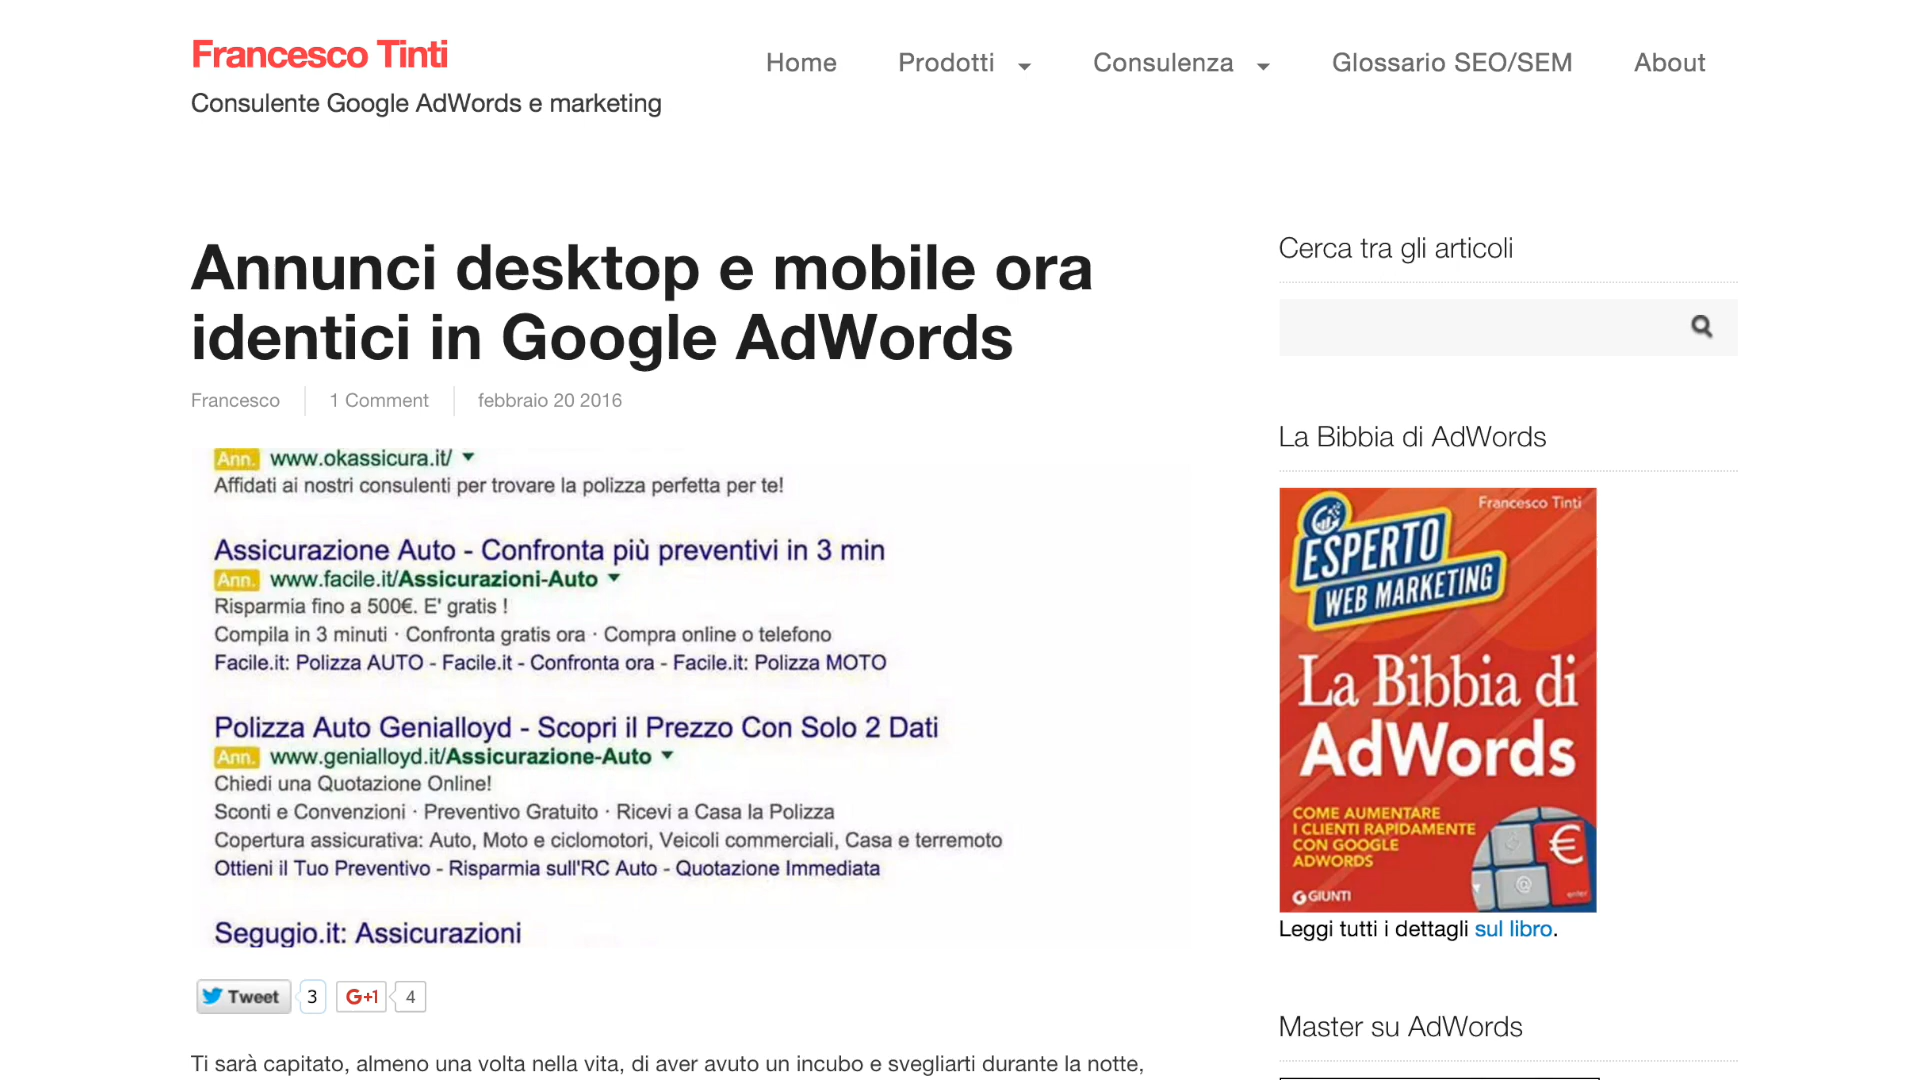 Francesco Tinti
Consulente Google AdWords e marketing
Home Prodotti Consulenza Glossario SEO/SEM About
Annunci desktop e mobile ora
identici in Google AdWords
Francesco 1 Comment febbraio 20 2016
Ann. www.okassicura.it/
Affidati ai nostri consulenti per trovare la polizza perfetta per te!
Assicurazione Auto - Confronta più preventivi in 3 min
Ann. www.facile.it/Assicurazioni-Auto
Risparmia fino a 500€. E' gratis !
Compila in 3 minuti · Confronta gratis ora · Compra online o telefono
Facile.it: Polizza AUTO - Facile.it - Confronta ora - Facile.it: Polizza MOTO
Polizza Auto Genialloyd - Scopri il Prezzo Con Solo 2 Dati
Ann. www.genialloyd.it/Assicurazione-Auto
Chiedi una Quotazione Online!
Sconti e Convenzioni · Preventivo Gratuito · Ricevi a Casa la Polizza
Copertura assicurativa: Auto, Moto e ciclomotori, Veicoli commerciali, Casa e terremoto
Ottieni il Tuo Preventivo - Risparmia sull'RC Auto - Quotazione Immediata
Segugio.it: Assicurazioni
Tweet 3 G+1 4
Ti sarà capitato, almeno una volta nella vita, di aver avuto un incubo e svegliarti durante la notte,
Cerca tra gli articoli
La Bibbia di AdWords
Francesco Tinti
ESPERTO
WEB MARKETING
La Bibbia di
AdWords
COME AUMENTARE
I CLIENTI RAPIDAMENTE
CON GOOGLE
ADWORDS
€
@
enter
GIUNTI
Leggi tutti i dettagli sul libro.
Master su AdWords